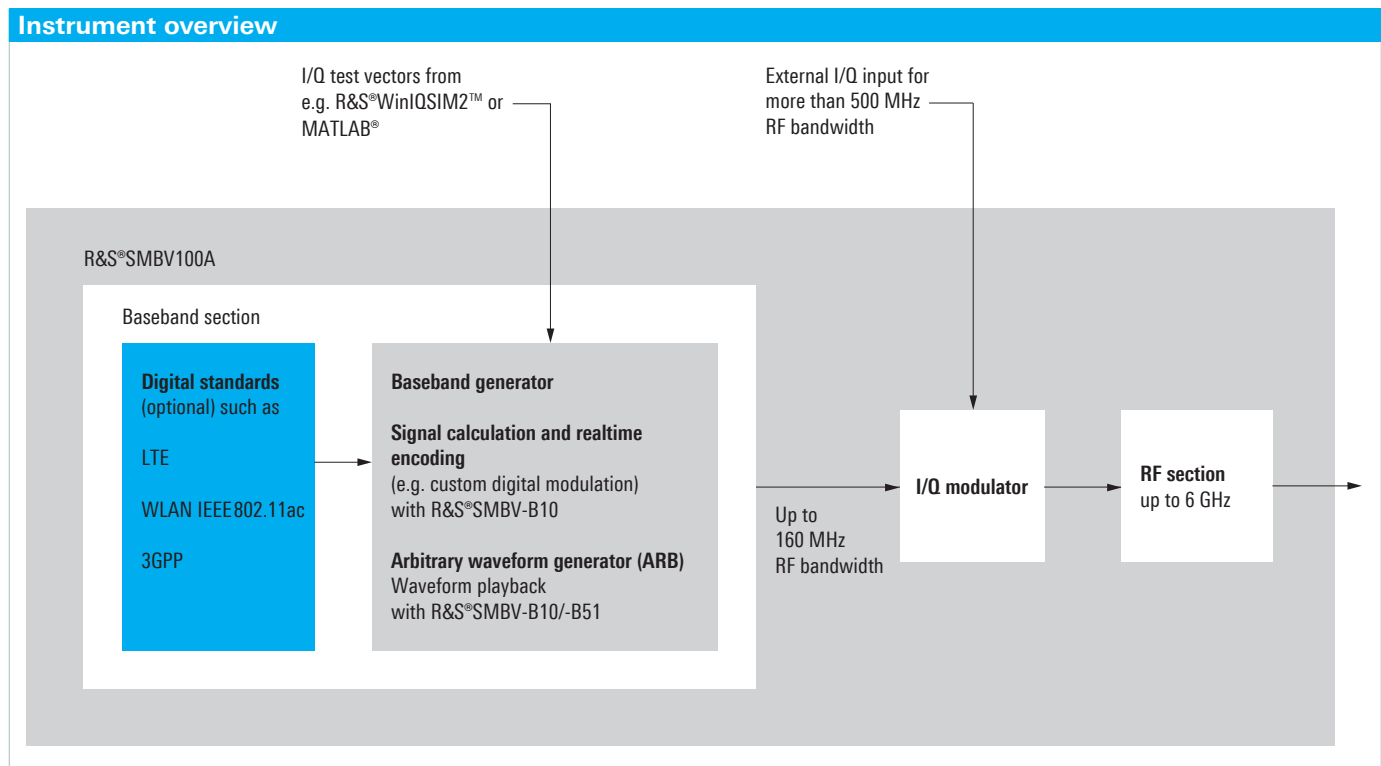 Instrument overview
I/Q test vectors from
e.g. R&S®WinIQSIM2™ or
MATLAB®
External I/Q input for
more than 500 MHz
RF bandwidth
R&S®SMBV100A
Baseband section
Digital standards
(optional) such as
LTE
WLAN IEEE802.11ac
3GPP
Baseband generator
Signal calculation and realtime
encoding
(e.g. custom digital modulation)
with R&S®SMBV-B10
Arbitrary waveform generator (ARB)
Waveform playback
with R&S®SMBV-B10/-B51
Up to
160 MHz
RF bandwidth
I/Q modulator
RF section
up to 6 GHz